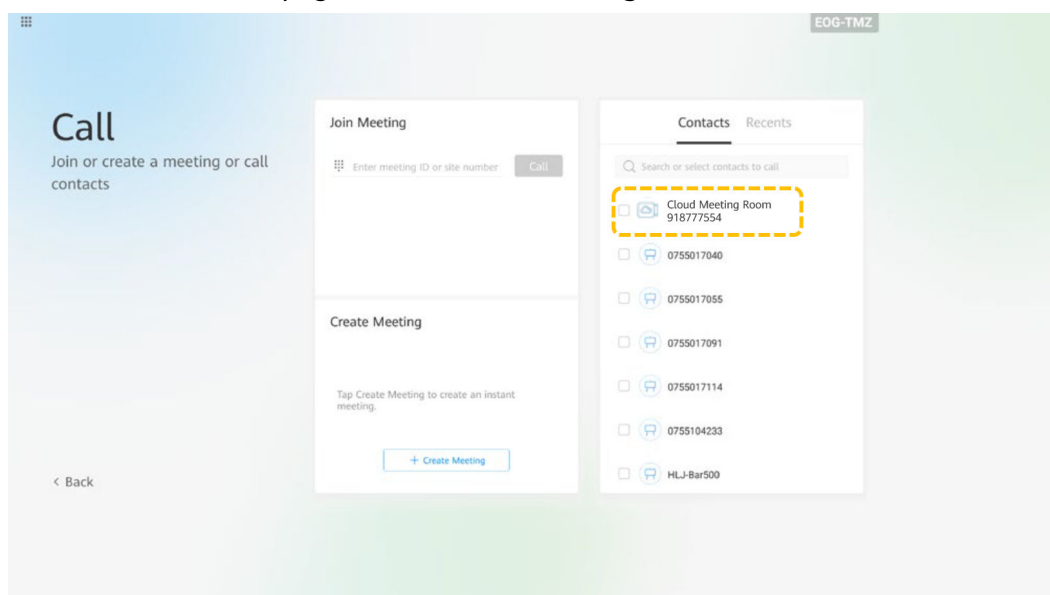 EOG-TMZ
Call
Join or create a meeting or call
contacts
Join Meeting
Enter meeting ID or site number
Call
Create Meeting
Tap Create Meeting to create an instant
meeting.
+ Create Meeting
Contacts Recents
Search or select contacts to call
Cloud Meeting Room
918777554
0755017040
0755017055
0755017091
0755017114
0755104233
HLJ-Bar500
< Back